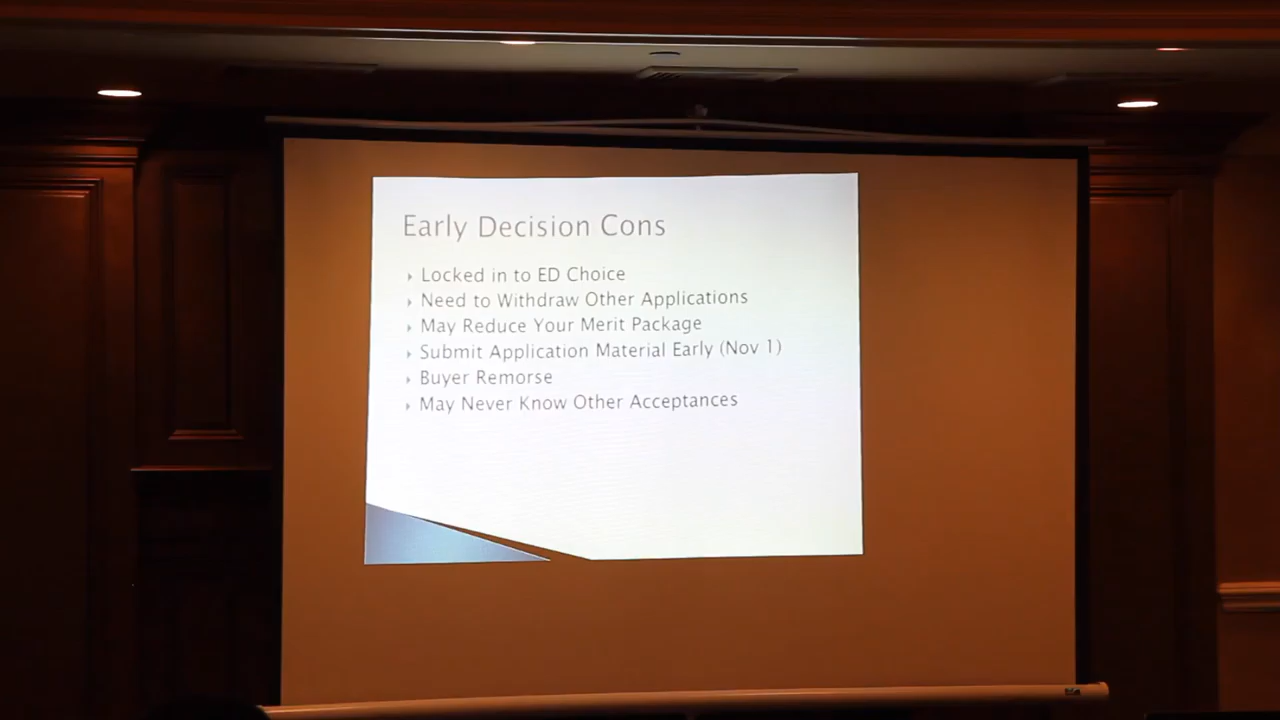 Early Decision Cons
Locked in to ED Choice
Need to Withdraw Other Applications
May Reduce Your Merit Package
Submit Application Material Early (Nov 1)
Buyer Remorse
May Never Know Other Acceptances